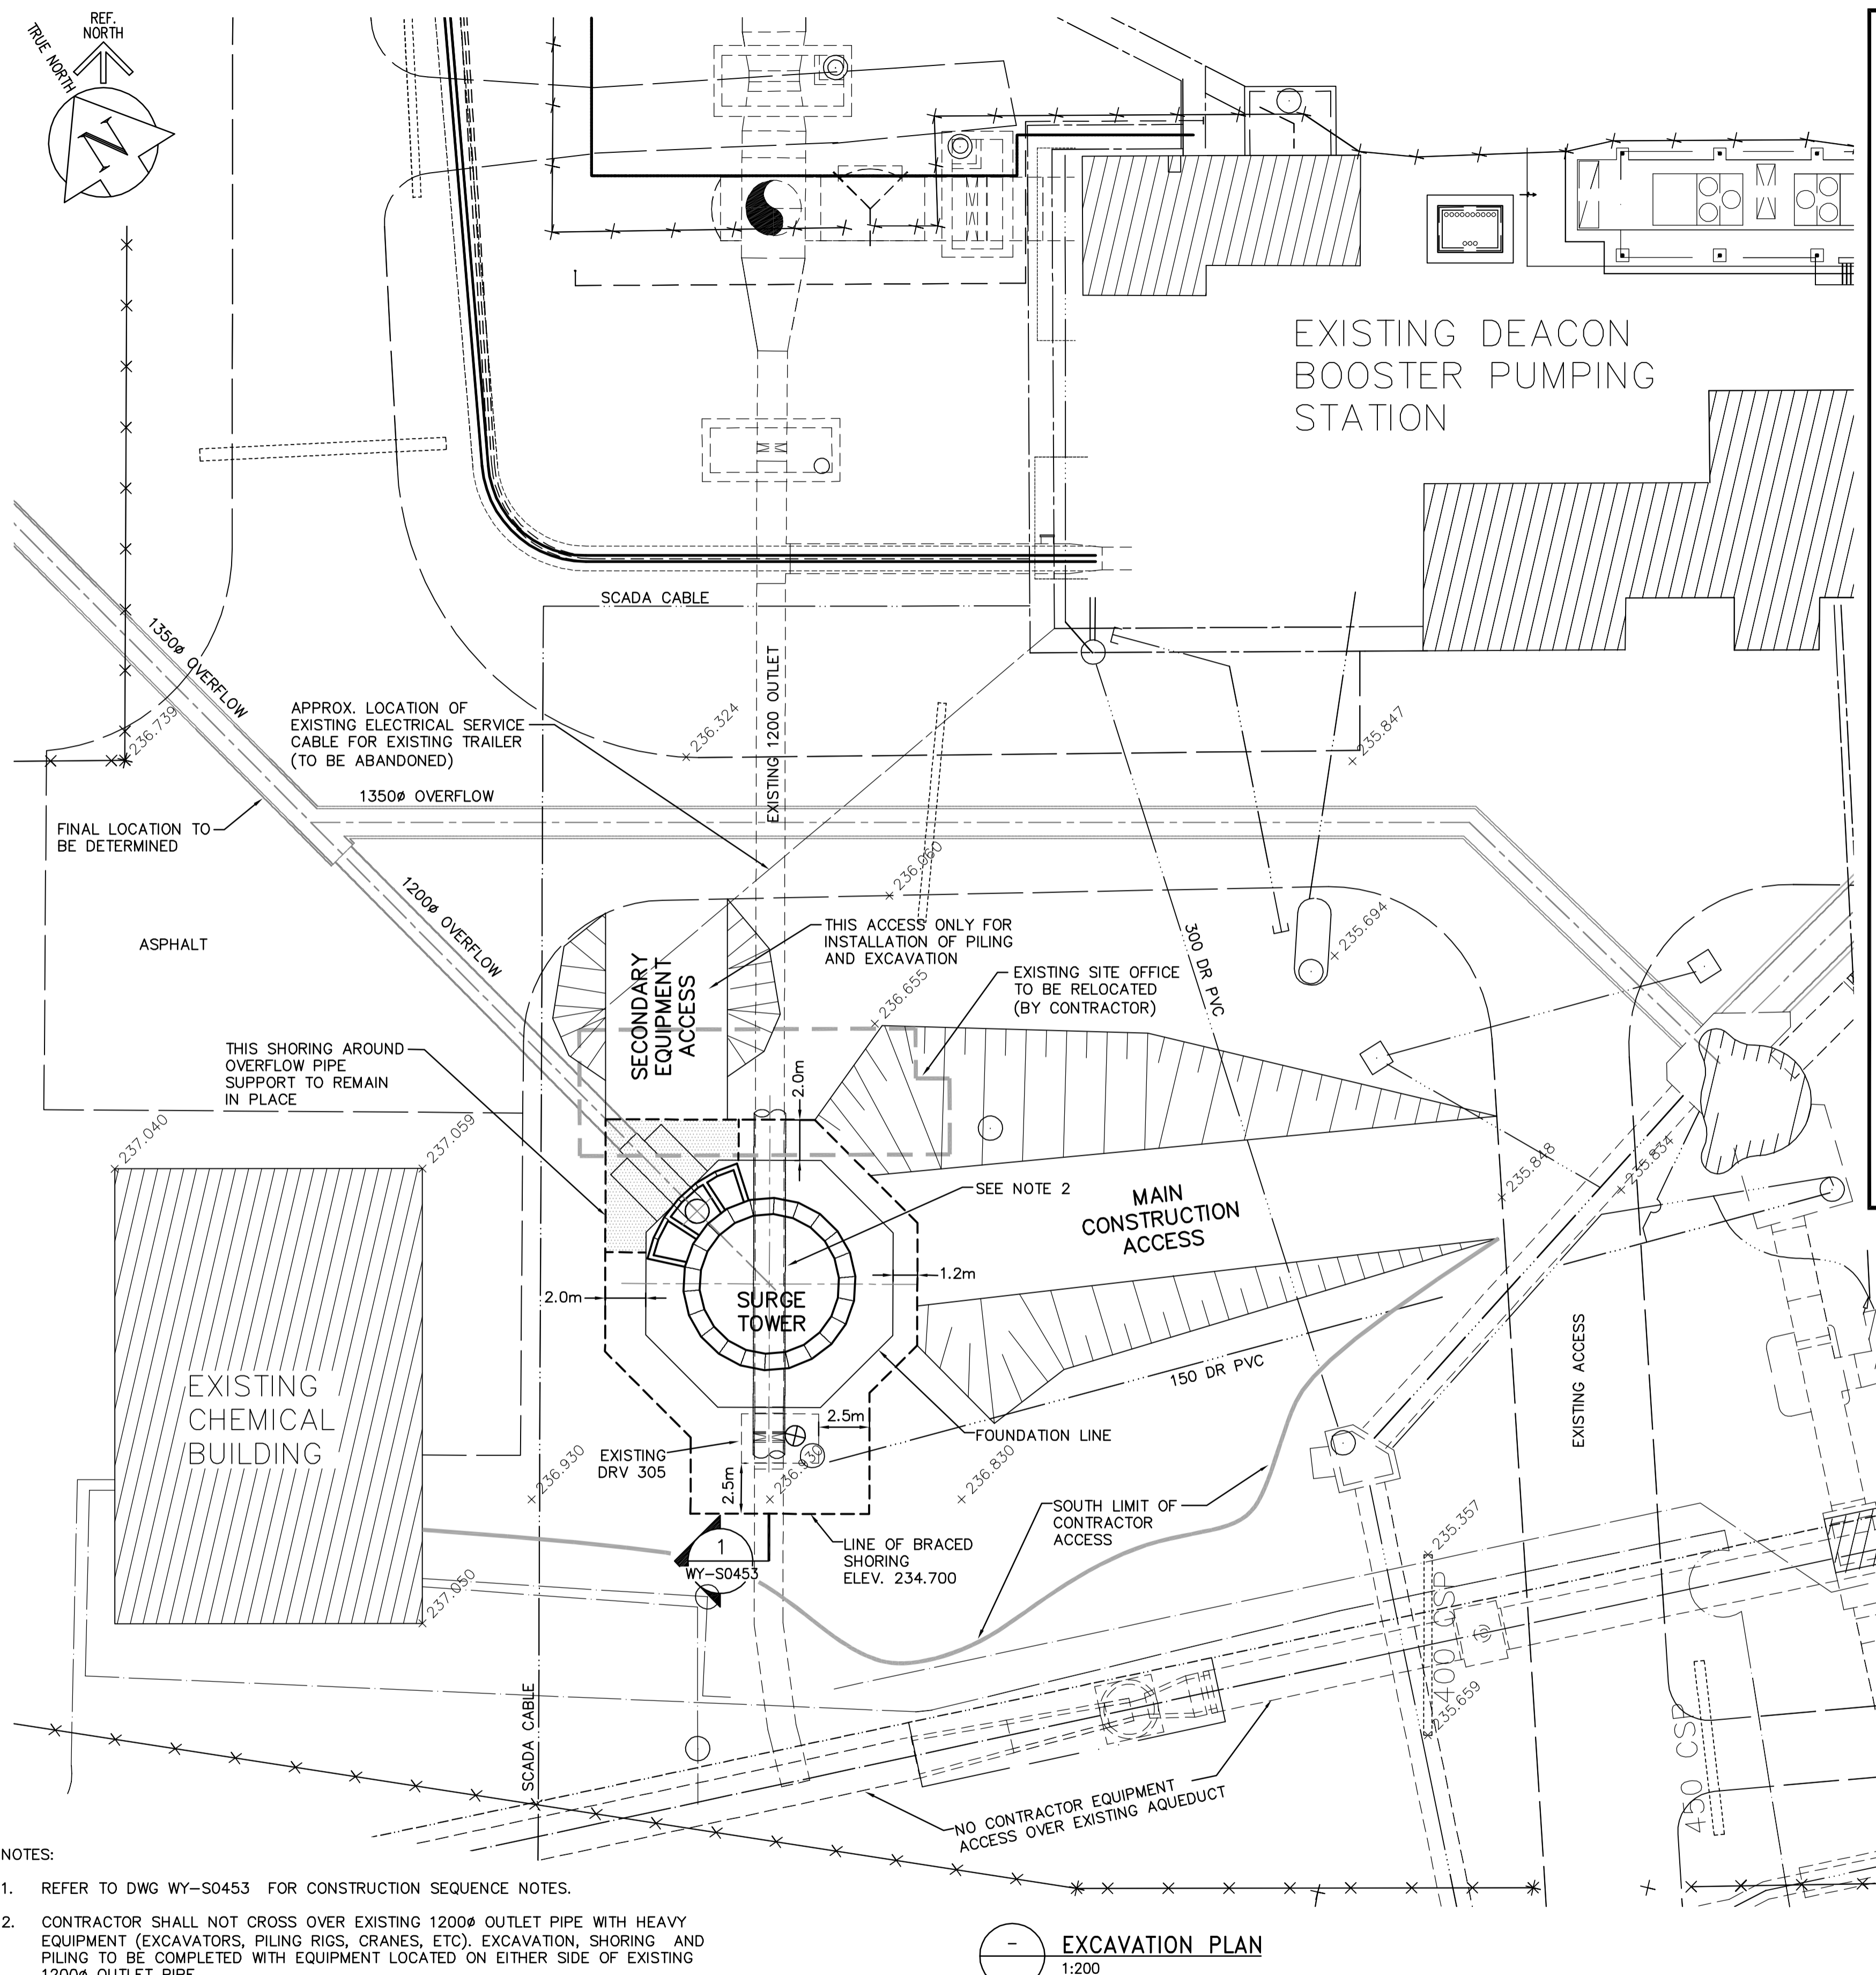 REF.
NORTH
TRUE NORTH
N
EXISTING DEACON
BOOSTER PUMPING
STATION
SCADA CABLE
1350ø OVERFLOW
236.739
APPROX. LOCATION OF
EXISTING ELECTRICAL SERVICE
CABLE FOR EXISTING TRAILER
(TO BE ABANDONED)
EXISTING 1200 OUTLET
236.324
235.847
1350ø OVERFLOW
FINAL LOCATION TO
BE DETERMINED
236.060
1200ø OVERFLOW
ASPHALT
THIS ACCESS ONLY FOR
INSTALLATION OF PILING
AND EXCAVATION
300 DR PVC
235.694
SECONDARY
EQUIPMENT
ACCESS
236.655
EXISTING SITE OFFICE
TO BE RELOCATED
(BY CONTRACTOR)
THIS SHORING AROUND
OVERFLOW PIPE
SUPPORT TO REMAIN
IN PLACE
2.0m
237.040
237.059
SEE NOTE 2
MAIN
CONSTRUCTION
ACCESS
235.848
235.834
1.2m
2.0m
SURGE
TOWER
EXISTING
CHEMICAL
BUILDING
150 DR PVC
EXISTING ACCESS
2.5m
FOUNDATION LINE
EXISTING
DRV 305
236.930
236.930
236.830
2.5m
SOUTH LIMIT OF
CONTRACTOR
ACCESS
LINE OF BRACED
SHORING
ELEV. 234.700
1
WY-S0453
235.357
237.050
400 CSP
235.659
SCADA CABLE
450 CSP
NO CONTRACTOR EQUIPMENT
ACCESS OVER EXISTING AQUEDUCT
NOTES:
1. REFER TO DWG WY-S0453 FOR CONSTRUCTION SEQUENCE NOTES.
2. CONTRACTOR SHALL NOT CROSS OVER EXISTING 1200ø OUTLET PIPE WITH HEAVY
EQUIPMENT (EXCAVATORS, PILING RIGS, CRANES, ETC). EXCAVATION, SHORING AND
PILING TO BE COMPLETED WITH EQUIPMENT LOCATED ON EITHER SIDE OF EXISTING
1200ø OUTLET PIPE
-
EXCAVATION PLAN
1:200